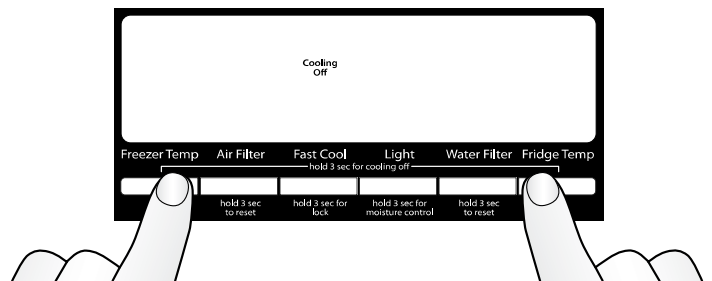 Cooling
Off
Freezer Temp Air Filter Fast Cool Light Water Filter Fridge Temp
hold 3 sec for cooling off
hold 3 sec
to reset
hold 3 sec for
lock
hold 3 sec for
moisture control
hold 3 sec
to reset